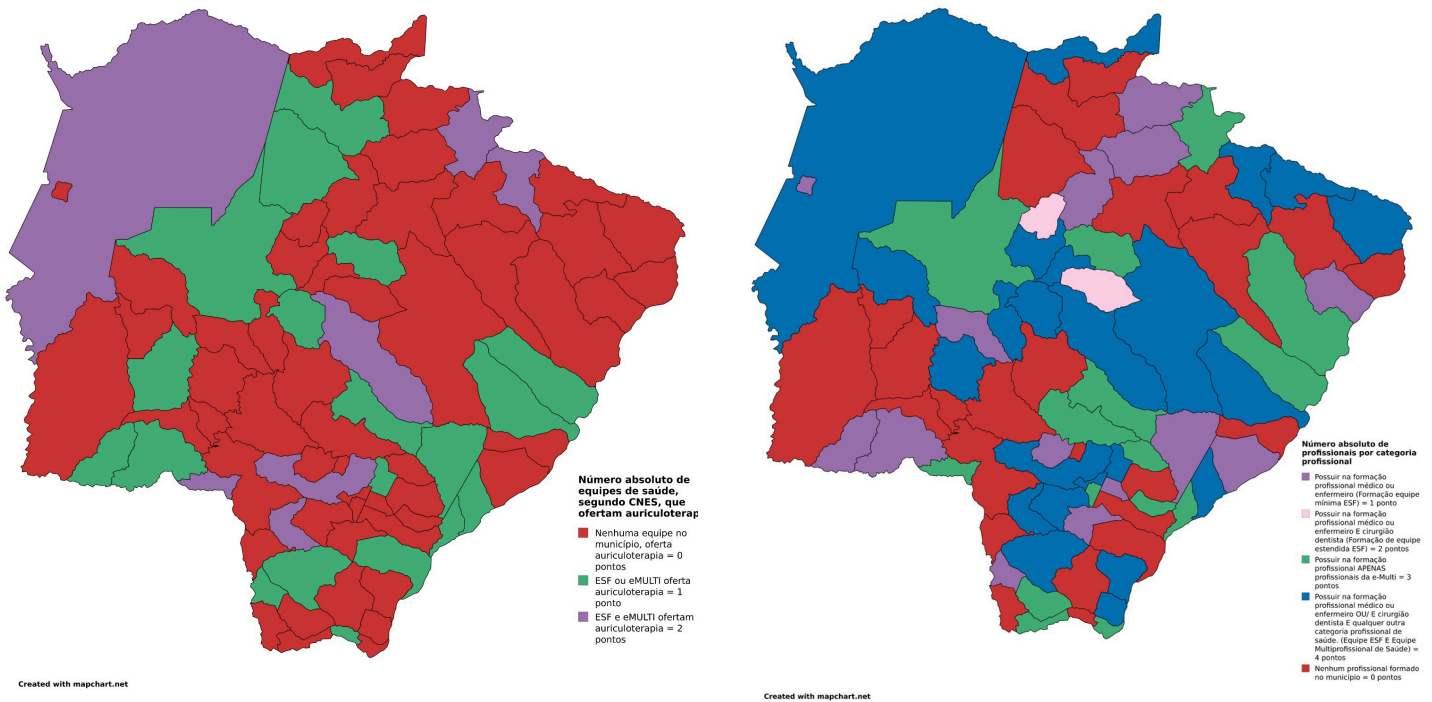 Número absoluto de
equipes de saúde,
segundo CNES, que
ofertam auriculoterap
Nenhuma equipe no
município, oferta
auriculoterapia = 0
pontos
ESF ou eMULTI oferta
auriculoterapia = 1
ponto
ESF e eMULTI ofertam
auriculoterapia = 2
pontos
Created with mapchart.net
Número absoluto de
profissionais por categoria
profissional
Possuir na formação
profissional médico ou
enfermeiro (Formação equipe
mínima ESF) = 1 ponto
Possuir na formação
profissional médico ou
enfermeiro E cirurgião
dentista (Formação de equipe
estendida ESF) = 2 pontos
Possuir na formação
profissional APENAS
profissionais da e-Multi = 3
pontos
Possuir na formação
profissional médico ou
enfermeiro OU/ E cirurgião
dentista E qualquer outra
categoria profissional de
saúde. (Equipe ESF E Equipe
Multiprofissional de Saúde) =
4 pontos
Nenhum profissional formado
no município = 0 pontos
Created with mapchart.net